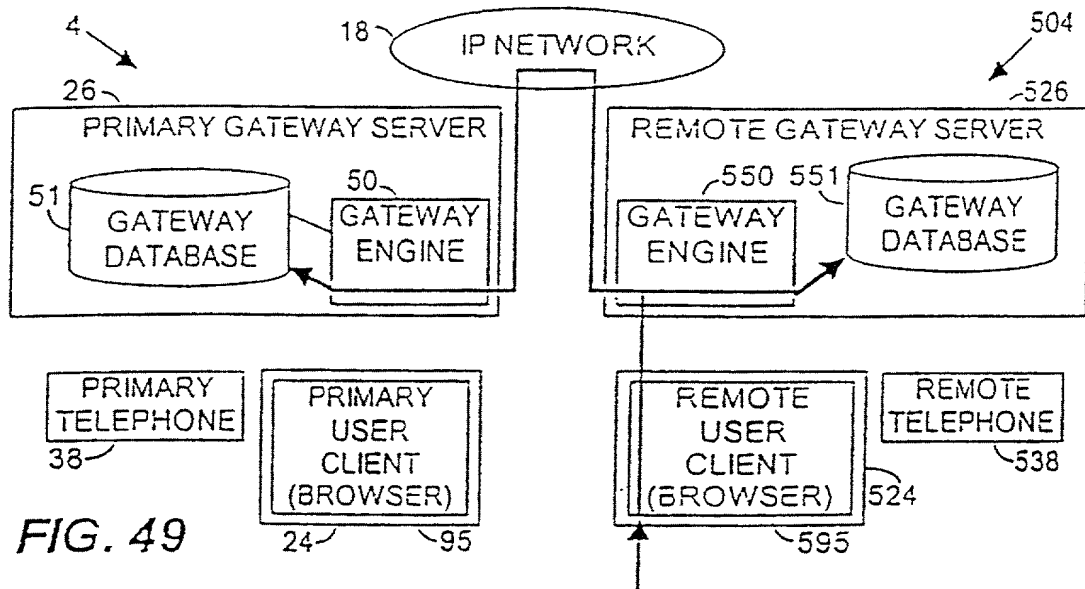 4
18
IP NETWORK
504
26
PRIMARY GATEWAY SERVER
51
GATEWAY
DATABASE
50
GATEWAY
ENGINE
526
REMOTE GATEWAY SERVER
550
GATEWAY
ENGINE
551
GATEWAY
DATABASE
PRIMARY
TELEPHONE
38
PRIMARY
USER
CLIENT
(BROWSER)
24
95
REMOTE
USER
CLIENT
(BROWSER)
524
595
REMOTE
TELEPHONE
538
FIG. 49